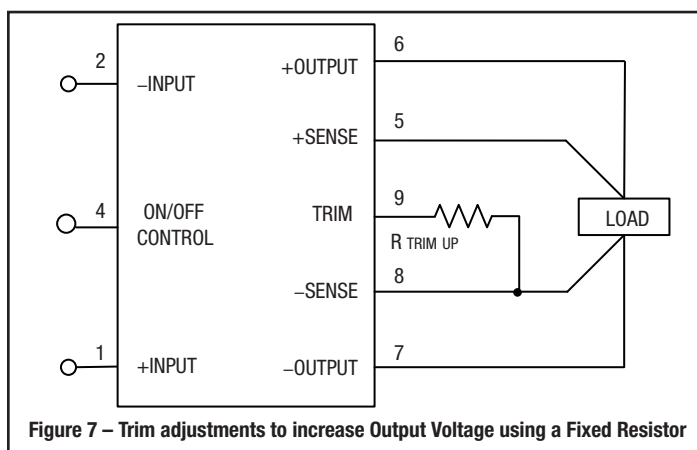 2
−INPUT
+OUTPUT
6
+SENSE
5
4
ON/OFF
CONTROL
TRIM
9
R TRIM UP
LOAD
8
−SENSE
1
+INPUT
−OUTPUT
7
Figure 7 – Trim adjustments to increase Output Voltage using a Fixed Resistor